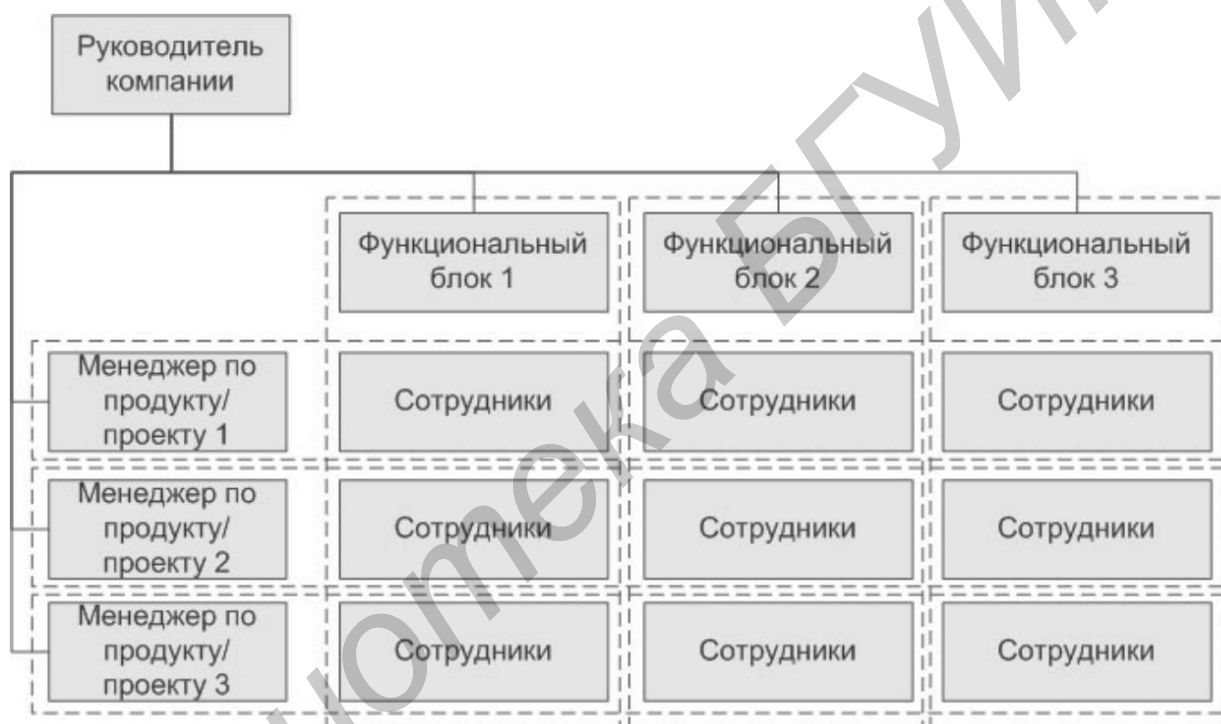 Руководитель
компании
Функциональный
блок 1
Функциональный
блок 2
Функциональный
блок 3
Менеджер по
продукту/
проекту 1
Сотрудники
Сотрудники
Сотрудники
Менеджер по
продукту/
проекту 2
Сотрудники
Сотрудники
Сотрудники
Менеджер по
продукту/
проекту 3
Сотрудники
Сотрудники
Сотрудники